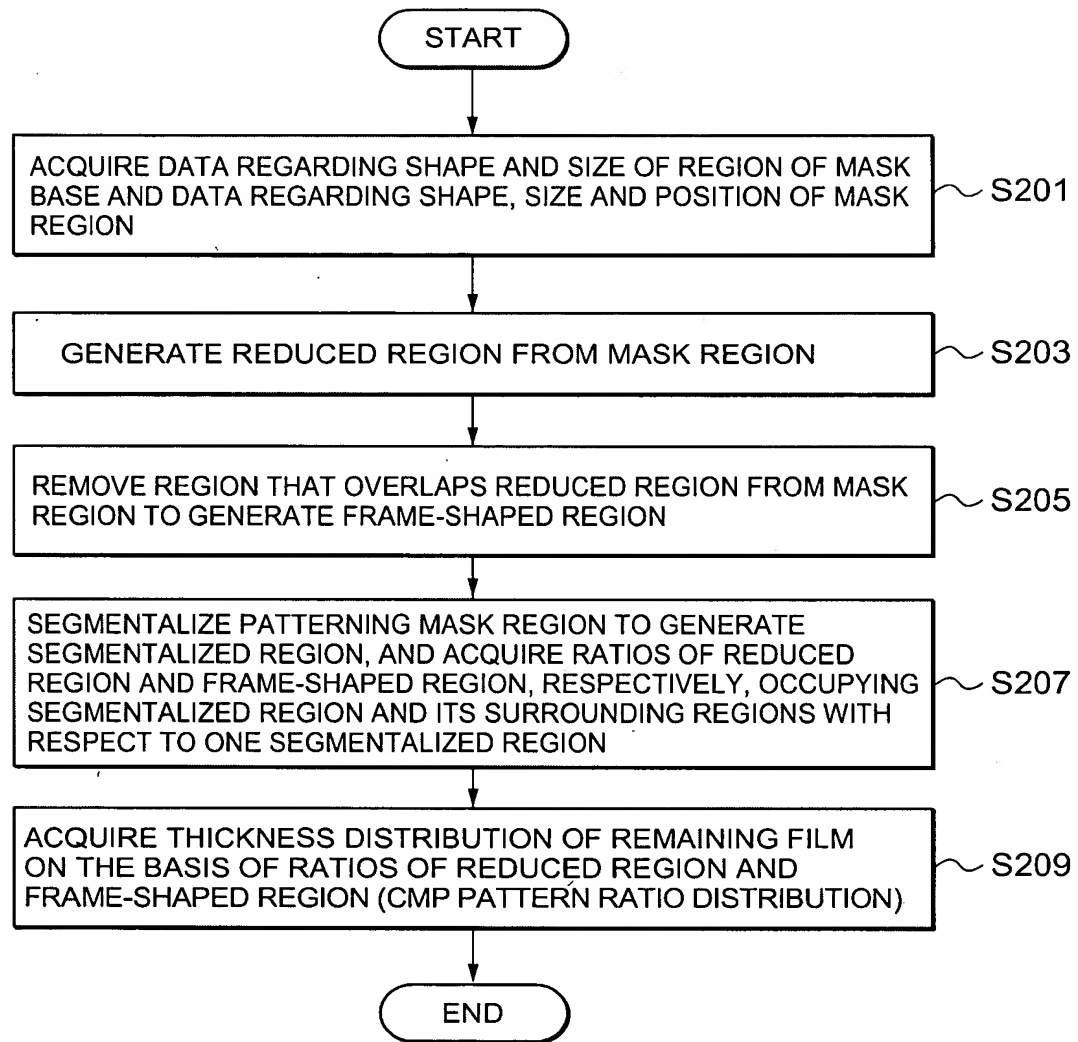 START
ACQUIRE DATA REGARDING SHAPE AND SIZE OF REGION OF MASK
BASE AND DATA REGARDING SHAPE, SIZE AND POSITION OF MASK
REGION
S201
GENERATE REDUCED REGION FROM MASK REGION
S203
REMOVE REGION THAT OVERLAPS REDUCED REGION FROM MASK
REGION TO GENERATE FRAME-SHAPED REGION
S205
SEGMENTALIZE PATTERNING MASK REGION TO GENERATE
SEGMENTALIZED REGION, AND ACQUIRE RATIOS OF REDUCED
REGION AND FRAME-SHAPED REGION, RESPECTIVELY, OCCUPYING
SEGMENTALIZED REGION AND ITS SURROUNDING REGIONS WITH
RESPECT TO ONE SEGMENTALIZED REGION
S207
ACQUIRE THICKNESS DISTRIBUTION OF REMAINING FILM
ON THE BASIS OF RATIOS OF REDUCED REGION AND
FRAME-SHAPED REGION (CMP PATTERN RATIO DISTRIBUTION)
S209
END